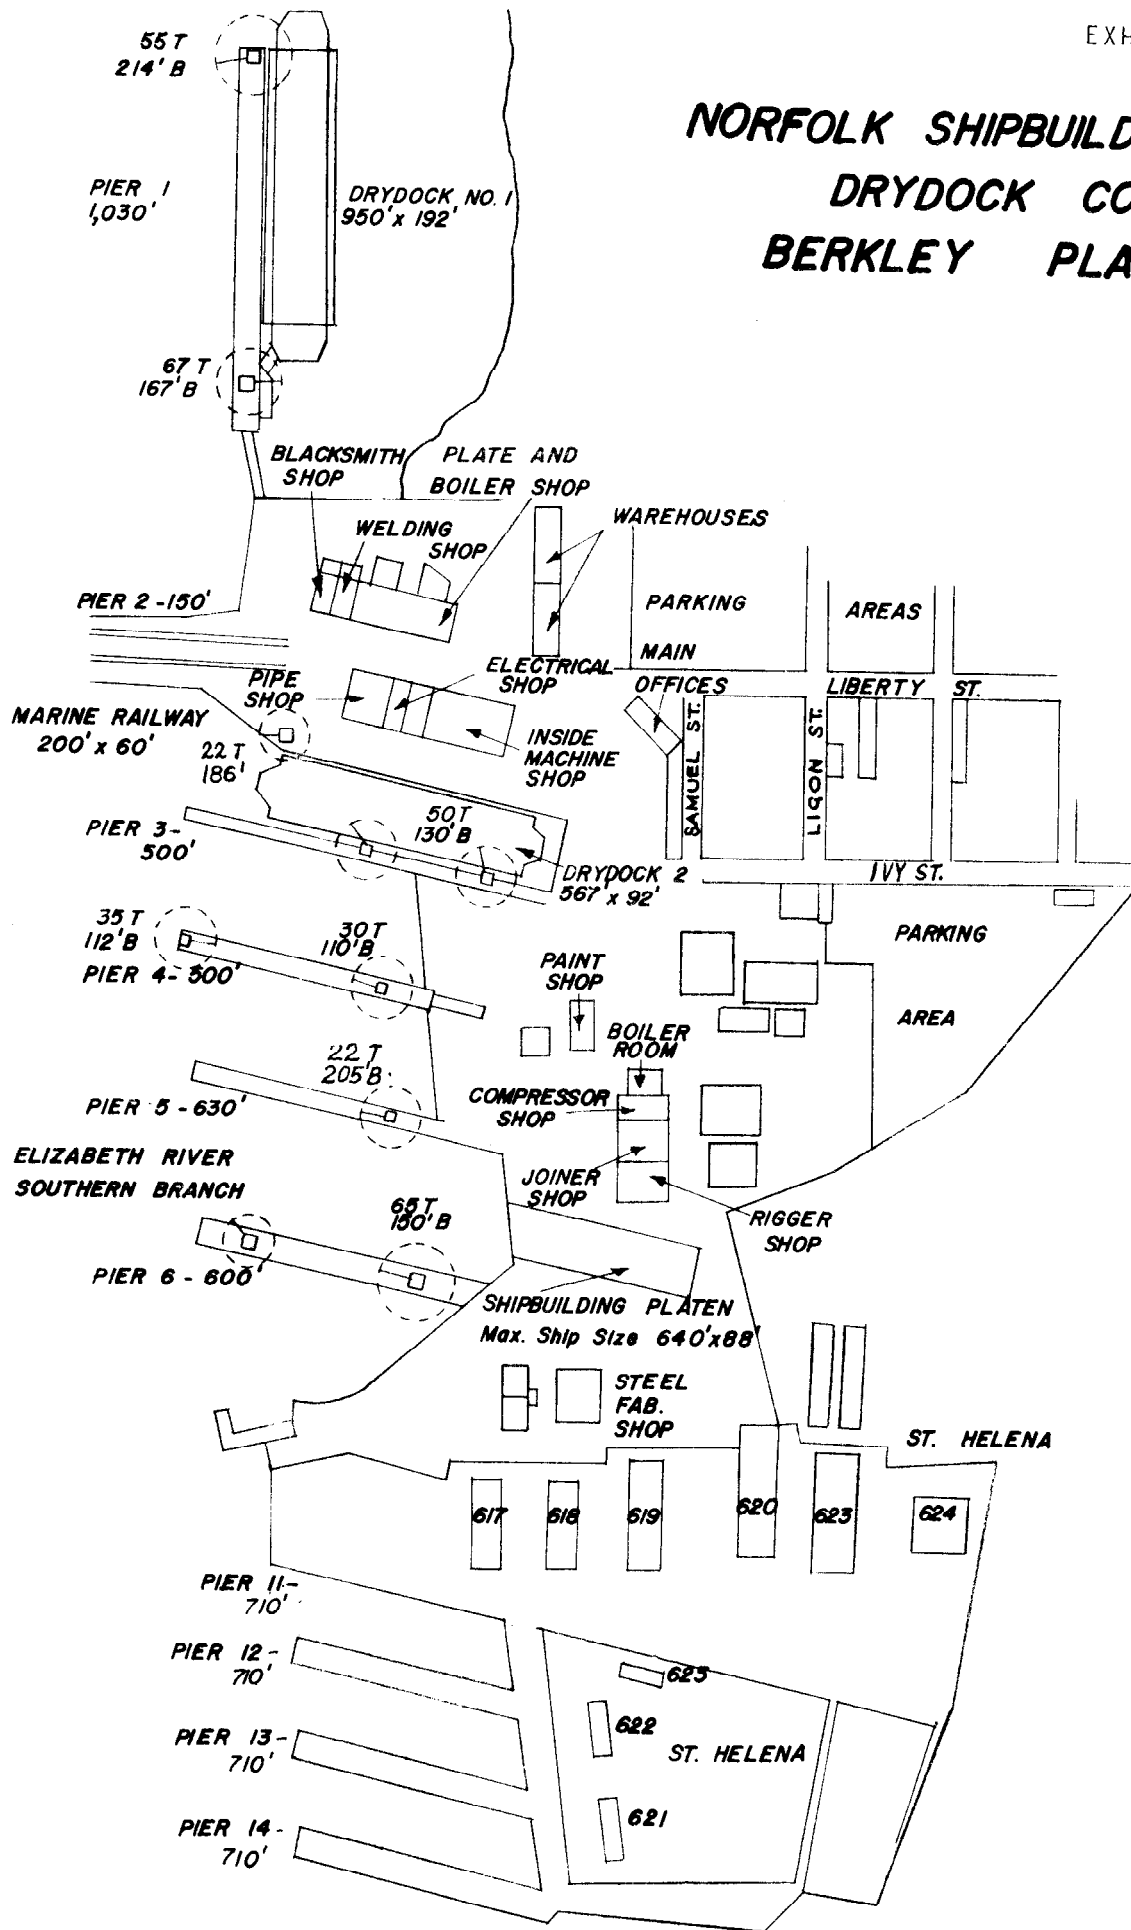 EXH
NORFOLK SHIPBUILD
DRYDOCK CO
BERKLEY PLA
55 T
214' B
PIER 1
1,030'
DRYDOCK NO. 1
950' x 192'
67 T
167' B
BLACKSMITH
SHOP
PLATE AND
BOILER SHOP
WELDING
SHOP
WAREHOUSES
PIER 2 - 150'
PARKING
AREAS
MAIN
OFFICES
ELECTRICAL
SHOP
PIPE
SHOP
LIBERTY ST.
MARINE RAILWAY
200' x 60'
22 T
186'
INSIDE
MACHINE
SHOP
SAMUEL ST.
LIGON ST.
50 T
130' B
PIER 3 -
500'
DRYDOCK 2
567' x 92'
IVY ST.
35 T
112' B
30 T
110' B
PIER 4 - 500'
PAINT
SHOP
PARKING
AREA
BOILER
ROOM
22 T
205' B
COMPRESSOR
SHOP
PIER 5 - 630'
ELIZABETH RIVER
SOUTHERN BRANCH
JOINER
SHOP
65 T
150' B
RIGGER
SHOP
PIER 6 - 600'
SHIPBUILDING PLATEN
Max. Ship Size 640'x88'
STEEL
FAB.
SHOP
ST. HELENA
617
618
619
620
623
624
PIER 11 -
710'
PIER 12 -
710'
623
622
PIER 13 -
710'
ST. HELENA
621
PIER 14 -
710'